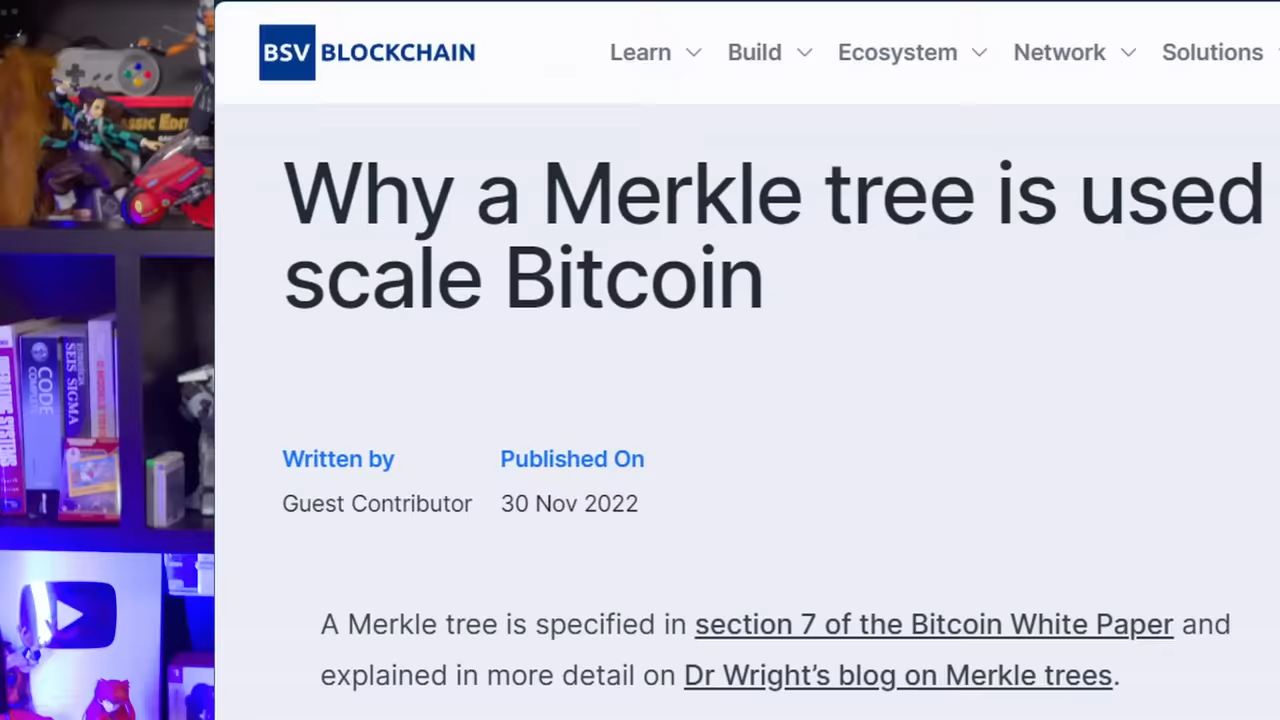 BSV BLOCKCHAIN
Learn
Build
Ecosystem
Network
Solutions
Why a Merkle tree is used
scale Bitcoin
Written by
Published On
Guest Contributor
30 Nov 2022
A Merkle tree is specified in section 7 of the Bitcoin White Paper and
explained in more detail on Dr Wright’s blog on Merkle trees.
CODE
COMPLETE
SEIS SIGMA